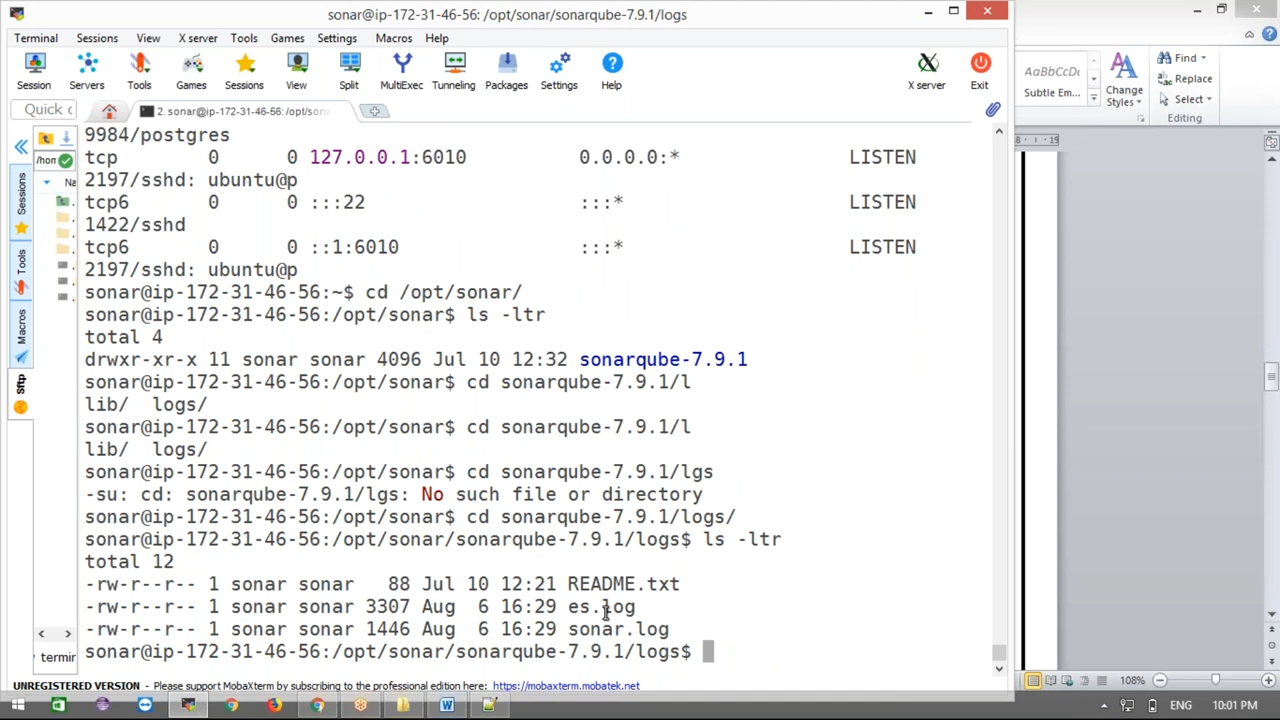 sonar@ip-172-31-46-56: /opt/sonar/sonarqube-7.9.1/logs
Terminal Sessions View X server Tools Games Settings Macros Help
Session Servers Tools Games Sessions View Split MultiExec Tunneling Packages Settings Help X server Exit
Quick c
2. sonar@ip-172-31-46-56:/opt/son
/hon
Na
Sessions
Tools
Macros
Sftp
9984/postgres
tcp 0 0 127.0.0.1:6010 0.0.0.0:* LISTEN
2197/sshd: ubuntu@p
tcp6 0 0 :::22 :::* LISTEN
1422/sshd
tcp6 0 0 ::1:6010 :::* LISTEN
2197/sshd: ubuntu@p
sonar@ip-172-31-46-56:~$ cd /opt/sonar/
sonar@ip-172-31-46-56:/opt/sonar$ ls -ltr
total 4
drwxr-xr-x 11 sonar sonar 4096 Jul 10 12:32 sonarqube-7.9.1
sonar@ip-172-31-46-56:/opt/sonar$ cd sonarqube-7.9.1/l
lib/ logs/
sonar@ip-172-31-46-56:/opt/sonar$ cd sonarqube-7.9.1/l
lib/ logs/
sonar@ip-172-31-46-56:/opt/sonar$ cd sonarqube-7.9.1/lgs
-su: cd: sonarqube-7.9.1/lgs: No such file or directory
sonar@ip-172-31-46-56:/opt/sonar$ cd sonarqube-7.9.1/logs/
sonar@ip-172-31-46-56:/opt/sonar/sonarqube-7.9.1/logs$ ls -ltr
total 12
-rw-r--r-- 1 sonar sonar 88 Jul 10 12:21 README.txt
-rw-r--r-- 1 sonar sonar 3307 Aug 6 16:29 es.log
-rw-r--r-- 1 sonar sonar 1446 Aug 6 16:29 sonar.log
sonar@ip-172-31-46-56:/opt/sonar/sonarqube-7.9.1/logs$
termin
UNREGISTERED VERSION - Please support MobaXterm by subscribing to the professional edition here: https://mobaxterm.mobatek.net
AaBbCcDc
Subtle Em...
Change
Styles
Find
Replace
Select
Editing
19
108%
ENG 10:01 PM